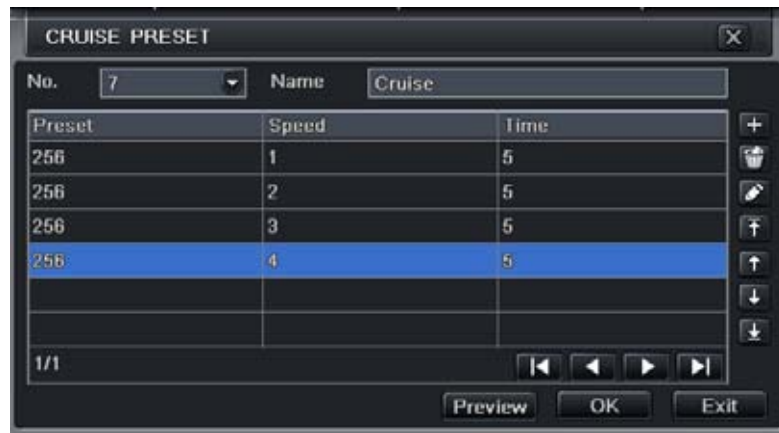 CRUISE PRESET
No. 7 Name Cruise
Preset Speed Time
256 1 5
256 2 5
256 3 5
256 4 5
1/1
Preview OK Exit